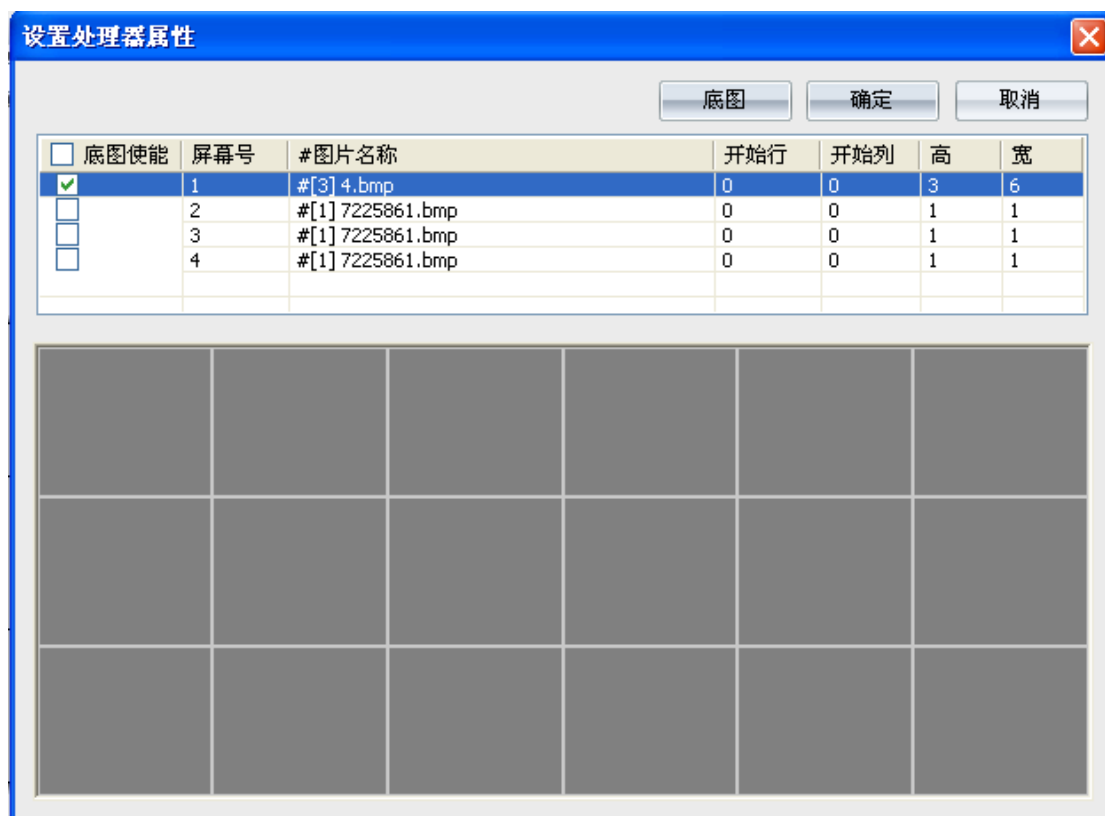 设置处理器属性
底图 确定 取消
底图使能 屏幕号 #图片名称 开始行 开始列 高 宽
1 #[3] 4.bmp 0 0 3 6
2 #[1] 7225861.bmp 0 0 1 1
3 #[1] 7225861.bmp 0 0 1 1
4 #[1] 7225861.bmp 0 0 1 1